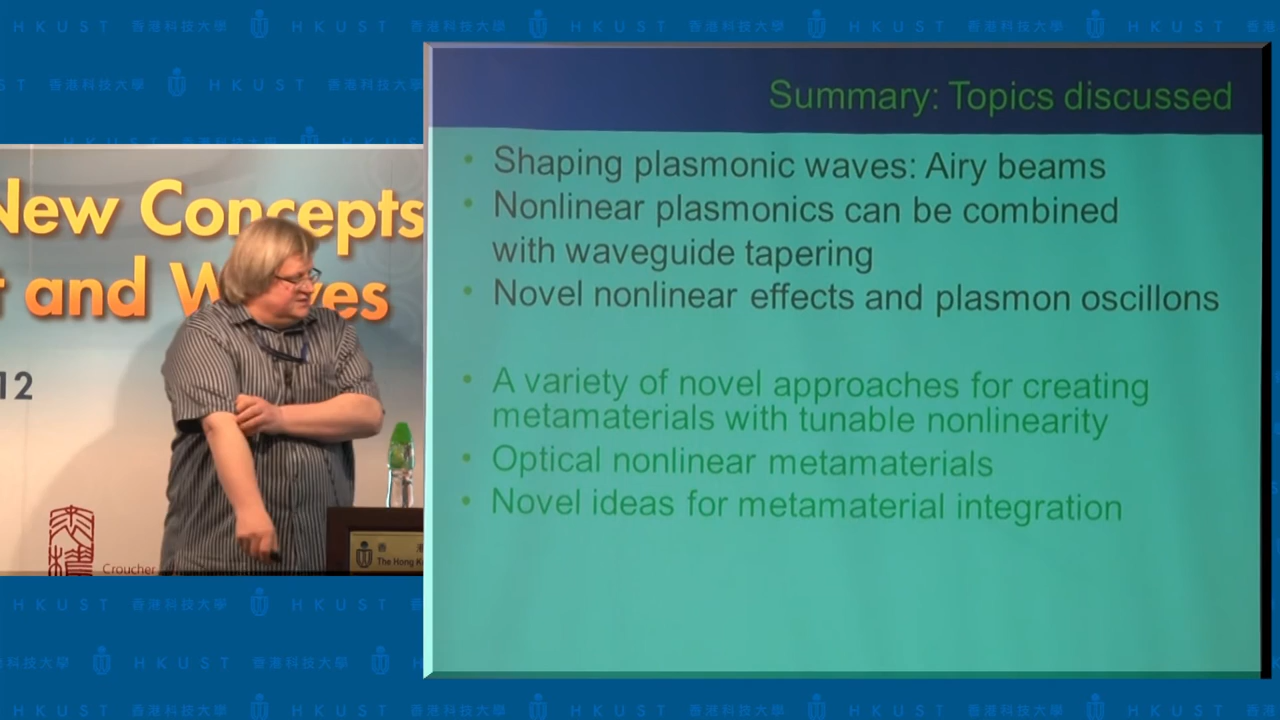 HKUST 香港科技大學
New Concepts
and Waves
12
Croucher
香 港
The Hong K
Summary: Topics discussed
• Shaping plasmonic waves: Airy beams
• Nonlinear plasmonics can be combined
with waveguide tapering
• Novel nonlinear effects and plasmon oscillons
• A variety of novel approaches for creating
metamaterials with tunable nonlinearity
• Optical nonlinear metamaterials
• Novel ideas for metamaterial integration